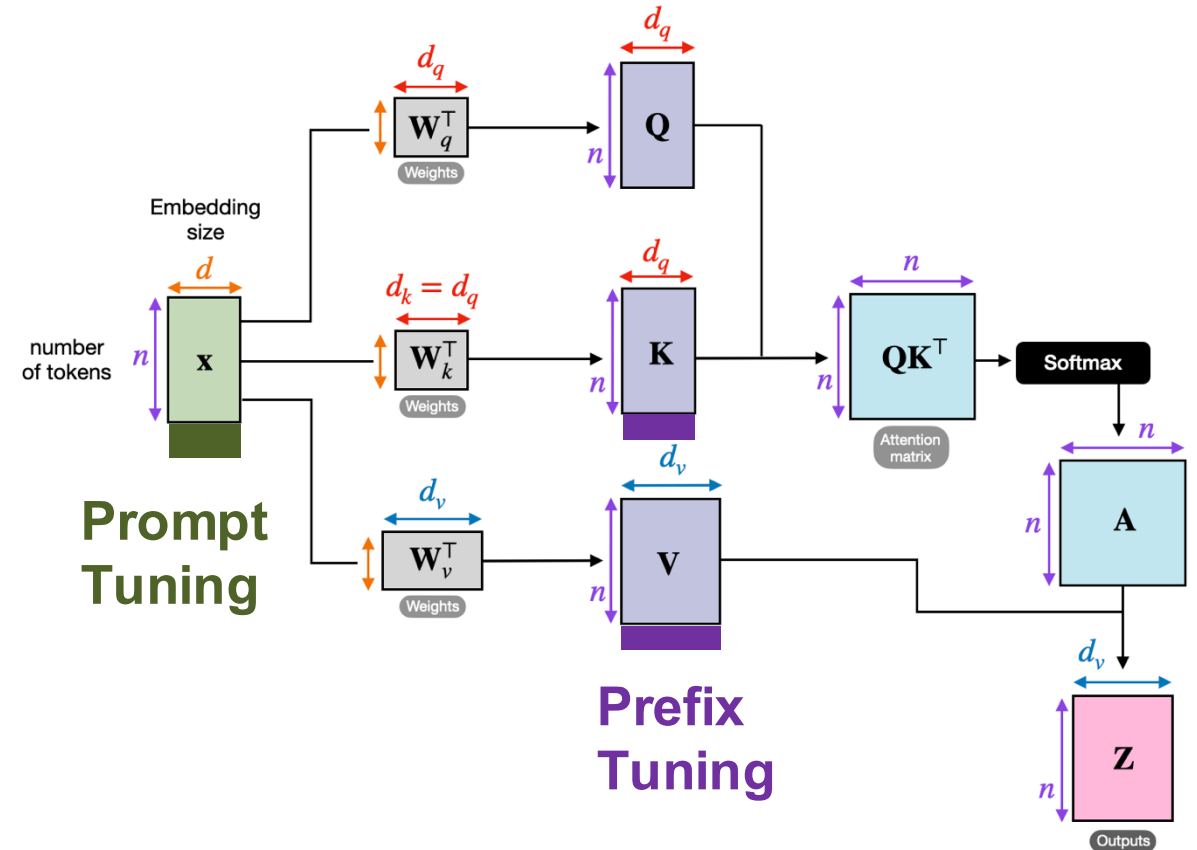 d_q
d_q
W_q^⊤
Weights
n
Q
Embedding
size
d
number
of tokens
n
x
d_k = d_q
W_k^⊤
Weights
d_q
n
K
n
n
QK^⊤
Attention
matrix
Softmax
Prompt
Tuning
d_v
W_v^⊤
Weights
d_v
n
V
n
n
A
Prefix
Tuning
d_v
n
Z
Outputs